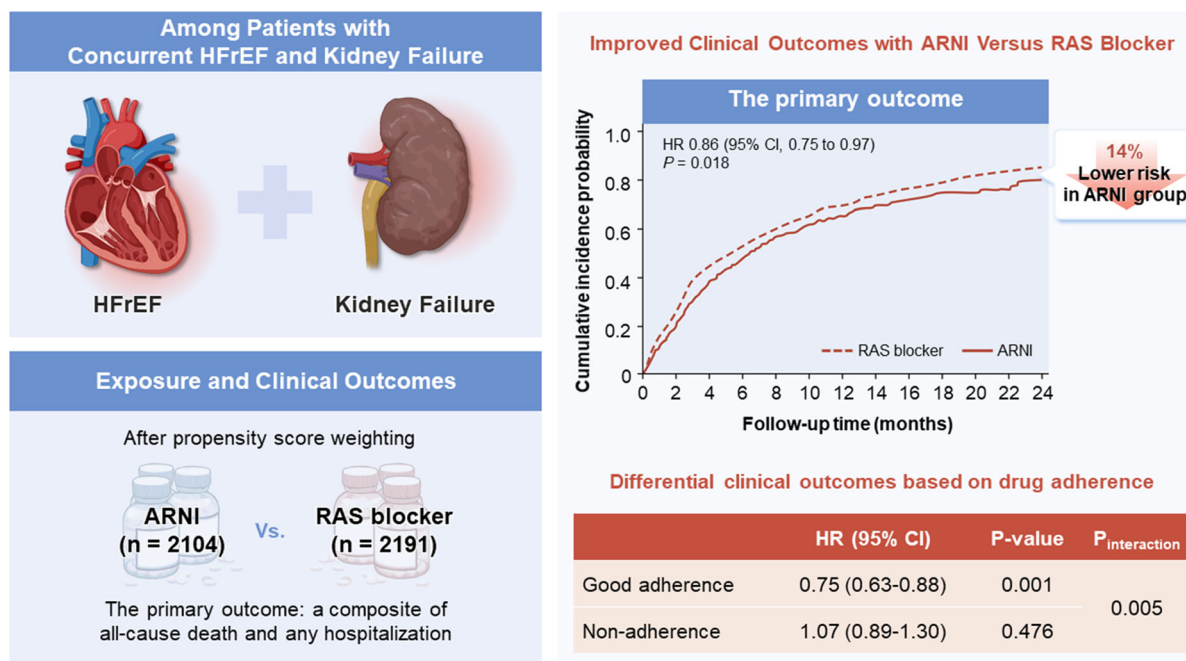 Among Patients with
Concurrent HFrEF and Kidney Failure
HFrEF
Kidney Failure
Exposure and Clinical Outcomes
After propensity score weighting
ARNI
(n = 2104)
Vs.
RAS blocker
(n = 2191)
The primary outcome: a composite of
all-cause death and any hospitalization
Improved Clinical Outcomes with ARNI Versus RAS Blocker
The primary outcome
Cumulative incidence probability
1.0
0.8
0.6
0.4
0.2
0
HR 0.86 (95% CI, 0.75 to 0.97)
P = 0.018
14%
Lower risk
in ARNI group
RAS blocker ARNI
0 2 4 6 8 10 12 14 16 18 20 22 24
Follow-up time (months)
Differential clinical outcomes based on drug adherence
HR (95% CI) P-value Pinteraction
Good adherence 0.75 (0.63-0.88) 0.001
0.005
Non-adherence 1.07 (0.89-1.30) 0.476